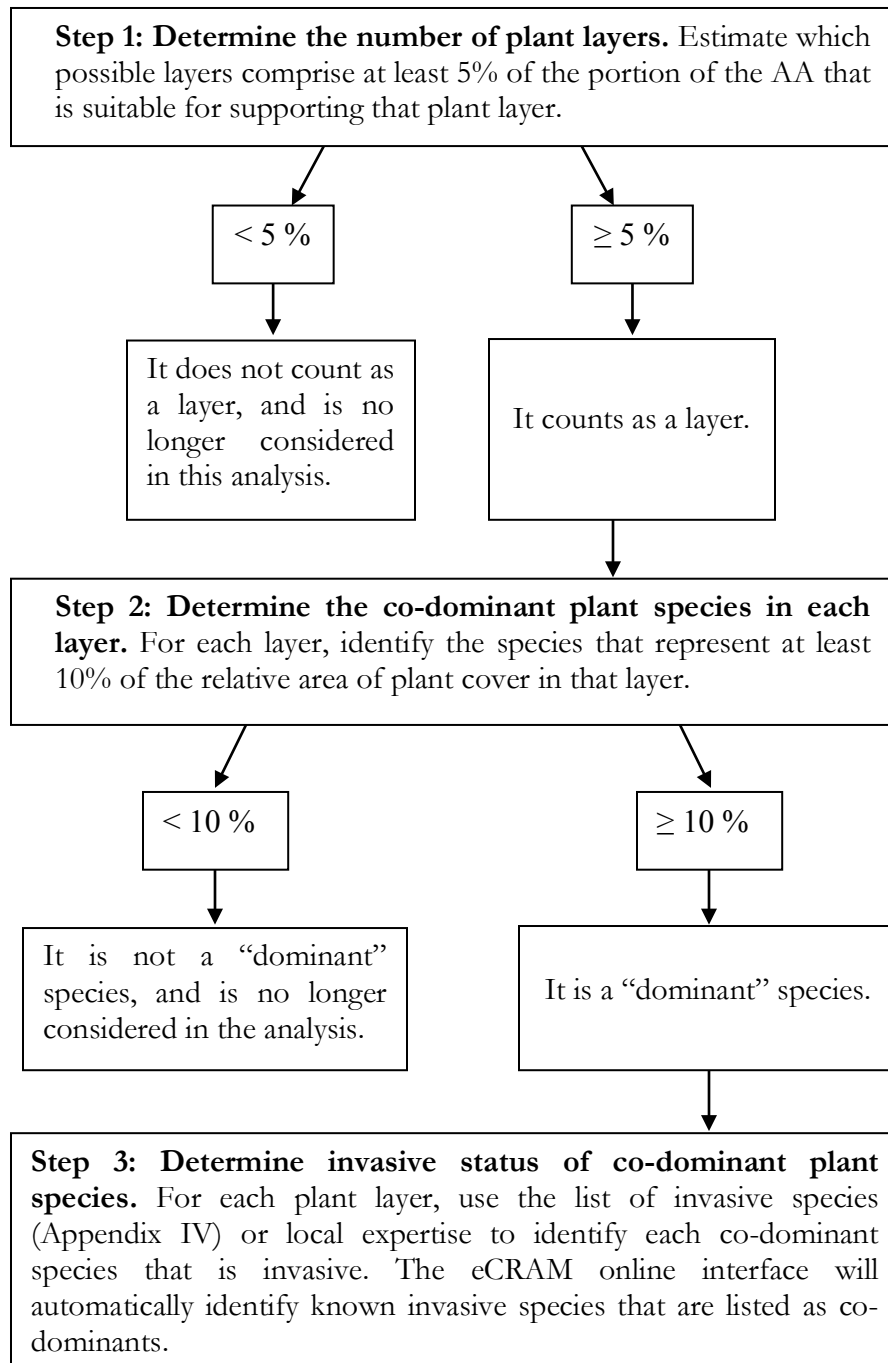 Step 1: Determine the number of plant layers. Estimate which
possible layers comprise at least 5% of the portion of the AA that
is suitable for supporting that plant layer.
< 5 %
≥ 5 %
It does not count as
a layer, and is no
longer considered
in this analysis.
It counts as a layer.
Step 2: Determine the co-dominant plant species in each
layer. For each layer, identify the species that represent at least
10% of the relative area of plant cover in that layer.
< 10 %
≥ 10 %
It is not a “dominant”
species, and is no longer
considered in the analysis.
It is a “dominant” species.
Step 3: Determine invasive status of co-dominant plant
species. For each plant layer, use the list of invasive species
(Appendix IV) or local expertise to identify each co-dominant
species that is invasive. The eCRAM online interface will
automatically identify known invasive species that are listed as co-
dominants.